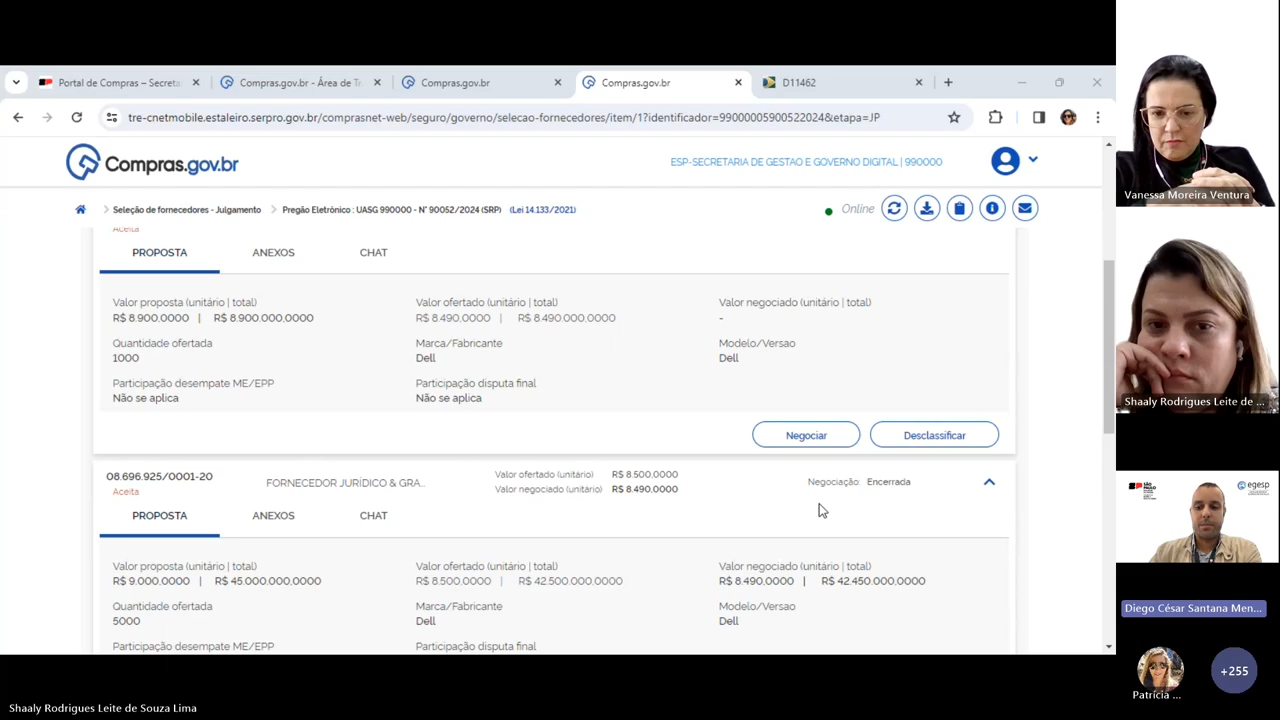 Portal de Compras – Secreta
Compras.gov.br - Área de Tr
Compras.gov.br
Compras.gov.br
D11462
tre-cnetmobile.estaleiro.serpro.gov.br/comprasnet-web/seguro/governo/selecao-fornecedores/item/1?identificador=99000005900522024&etapa=JP
Compras.gov.br
ESP-SECRETARIA DE GESTAO E GOVERNO DIGITAL | 990000
Seleção de fornecedores - Julgamento
Pregão Eletrônico : UASG 990000 - N° 90052/2024 (SRP) (Lei 14.133/2021)
Online
Aceita
PROPOSTA ANEXOS CHAT
Valor proposta (unitário | total) Valor ofertado (unitário | total) Valor negociado (unitário | total)
R$ 8.900,0000 | R$ 8.900.000,0000 R$ 8.490,0000 | R$ 8.490.000,0000 -
Quantidade ofertada Marca/Fabricante Modelo/Versao
1000 Dell Dell
Participação desempate ME/EPP Participação disputa final
Não se aplica Não se aplica
Negociar Desclassificar
08.696.925/0001-20 FORNECEDOR JURÍDICO & GRA... Valor ofertado (unitário) R$ 8.500,0000 Negociação: Encerrada
Aceita Valor negociado (unitário) R$ 8.490,0000
PROPOSTA ANEXOS CHAT
Valor proposta (unitário | total) Valor ofertado (unitário | total) Valor negociado (unitário | total)
R$ 9.000,0000 | R$ 45.000.000,0000 R$ 8.500,0000 | R$ 42.500.000,0000 R$ 8.490,0000 | R$ 42.450.000,0000
Quantidade ofertada Marca/Fabricante Modelo/Versao
5000 Dell Dell
Participação desempate ME/EPP Participação disputa final
Vanessa Moreira Ventura
Shaaly Rodrigues Leite de ...
SÃO PAULO
egesp
Diego César Santana Men...
Patrícia ...
+255
Shaaly Rodrigues Leite de Souza Lima